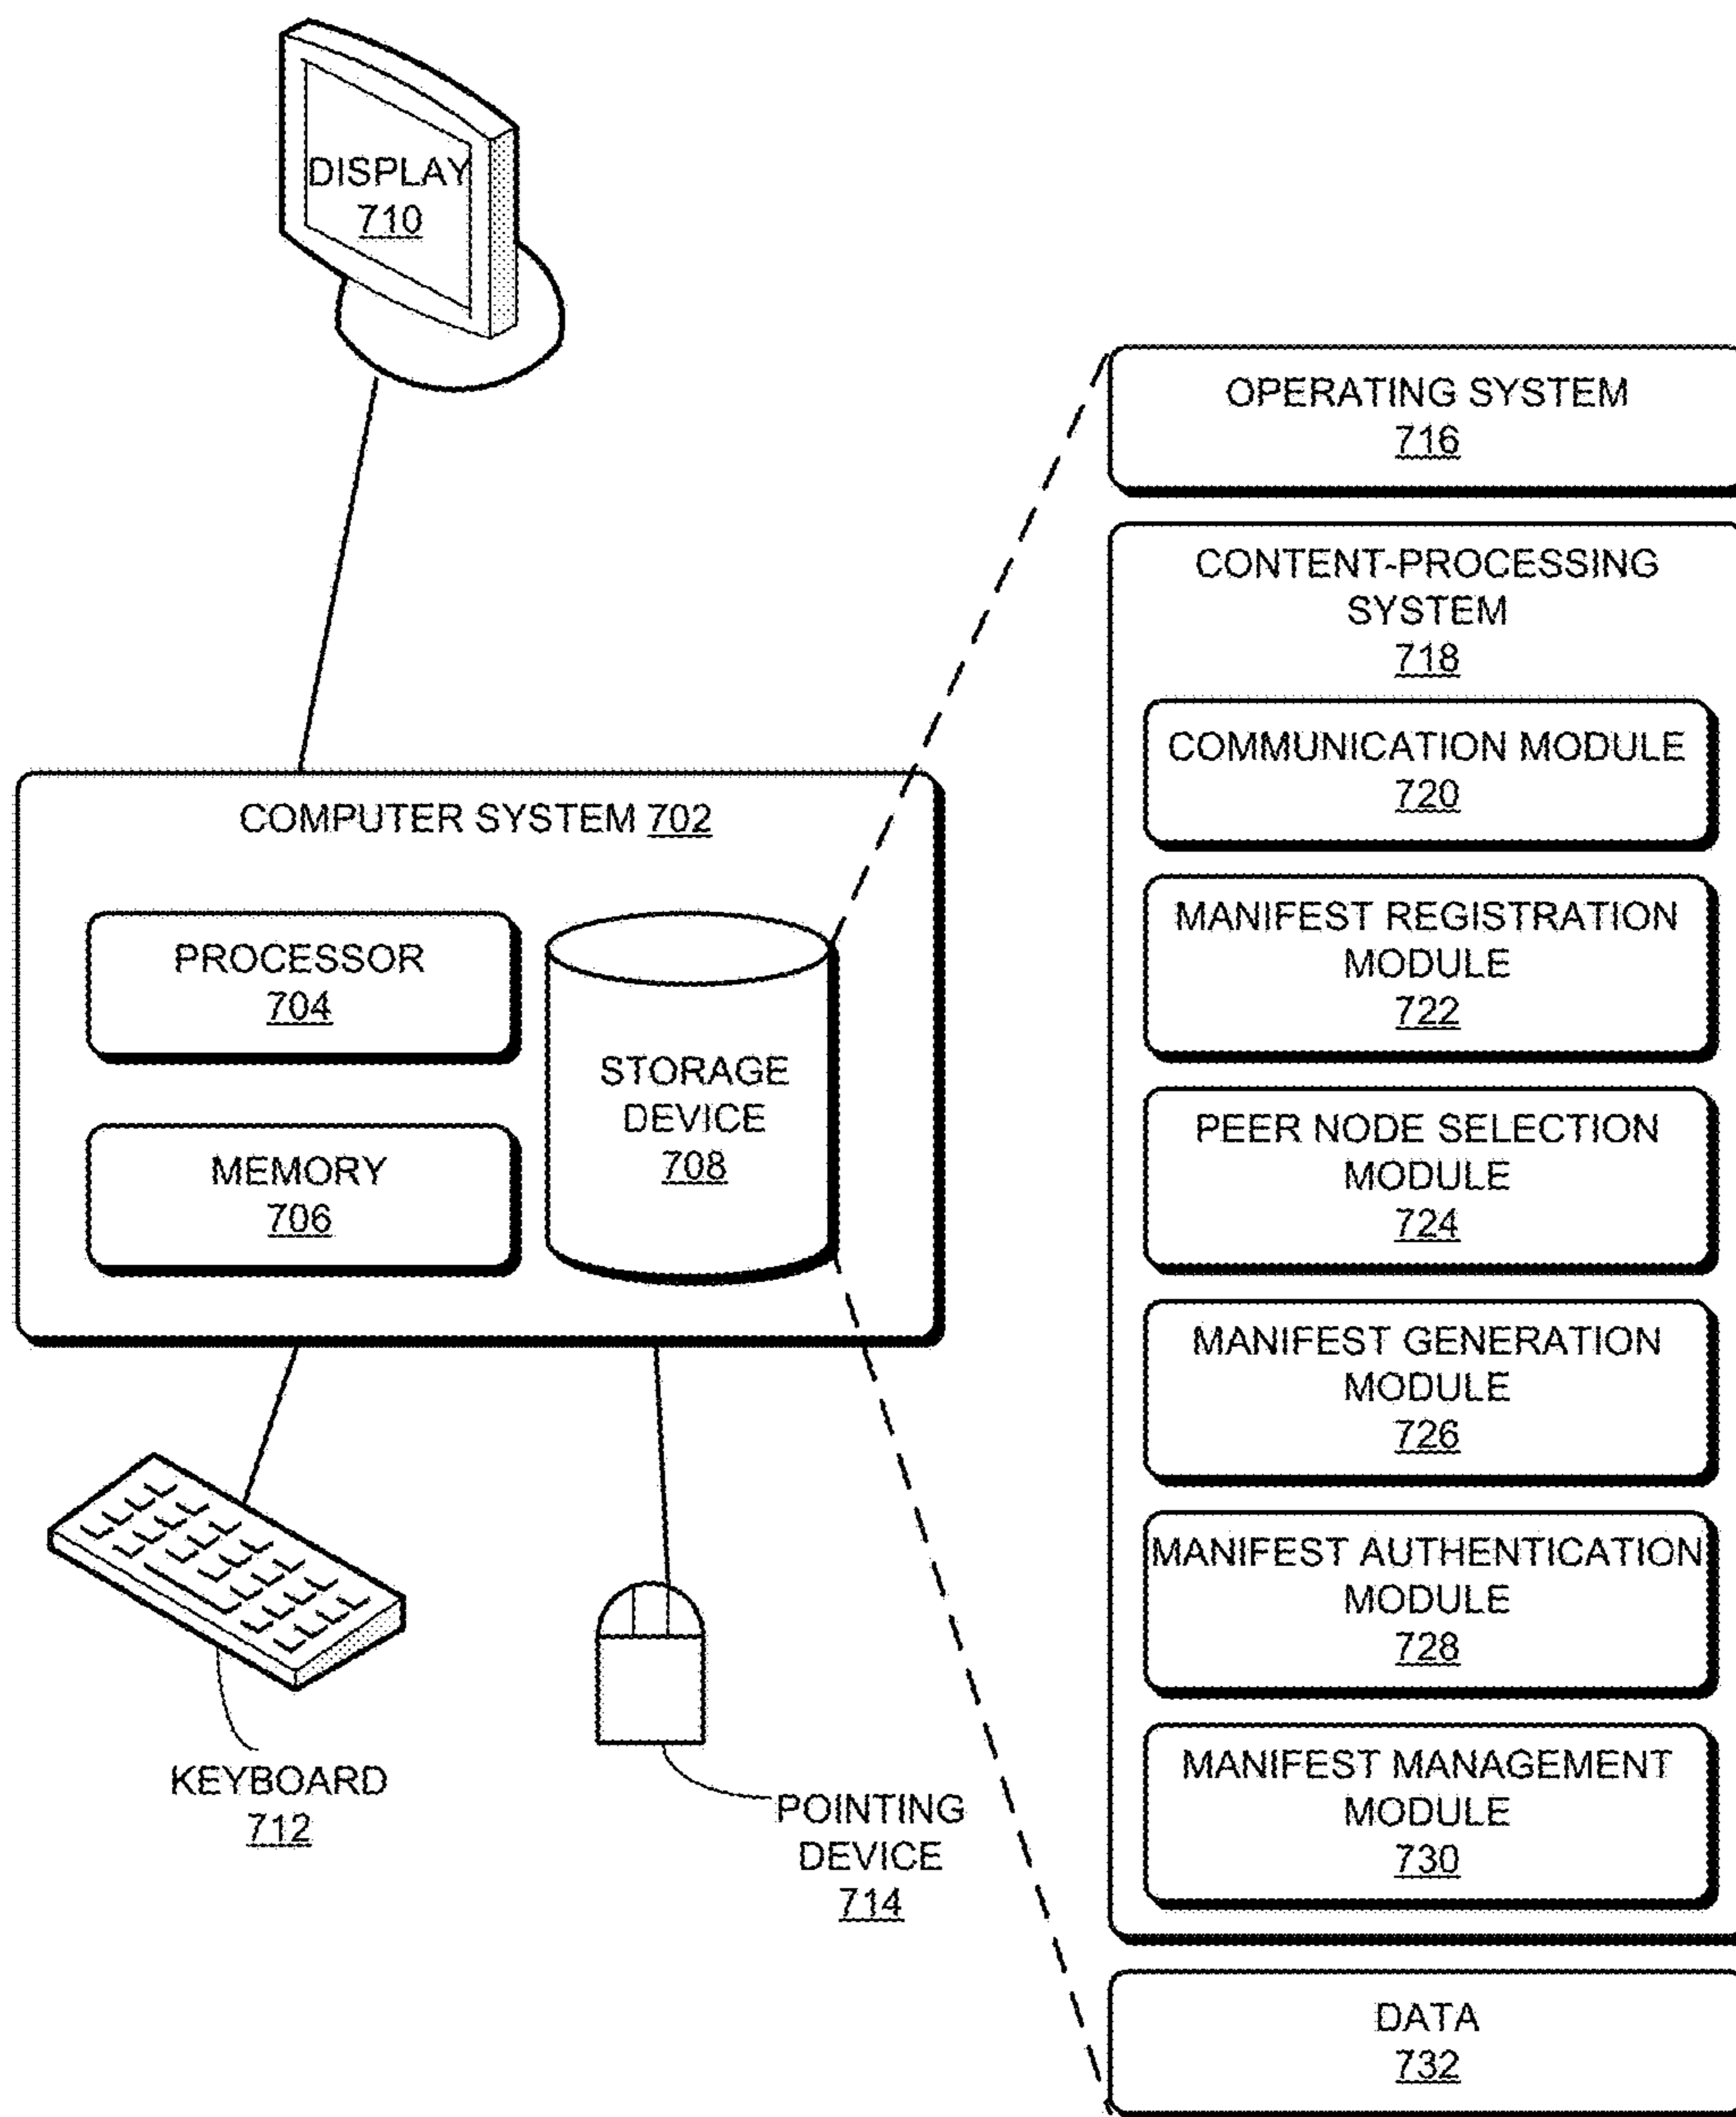 DISPLAY
710
COMPUTER SYSTEM 702
PROCESSOR
704
MEMORY
706
STORAGE
DEVICE
708
KEYBOARD
712
POINTING
DEVICE
714
OPERATING SYSTEM
716
CONTENT-PROCESSING
SYSTEM
718
COMMUNICATION MODULE
720
MANIFEST REGISTRATION
MODULE
722
PEER NODE SELECTION
MODULE
724
MANIFEST GENERATION
MODULE
726
MANIFEST AUTHENTICATION
MODULE
728
MANIFEST MANAGEMENT
MODULE
730
DATA
732